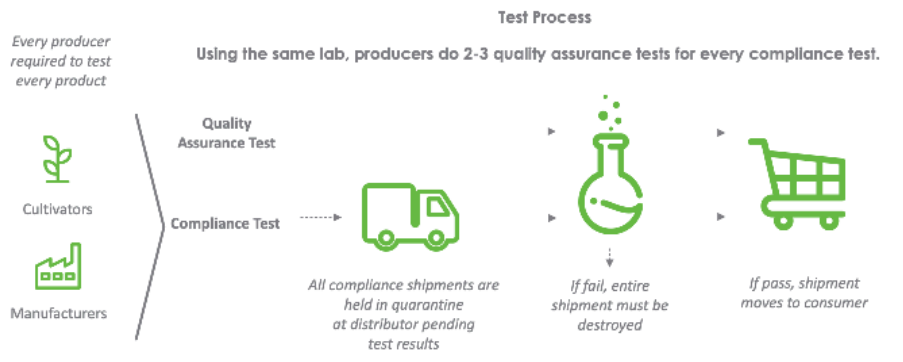 Test Process
Using the same lab, producers do 2-3 quality assurance tests for every compliance test.
Every producer
required to test
every product
Cultivators
Manufacturers
Quality
Assurance Test
Compliance Test
All compliance shipments are
held in quarantine
at distributor pending
test results
If fail, entire
shipment must be
destroyed
If pass, shipment
moves to consumer